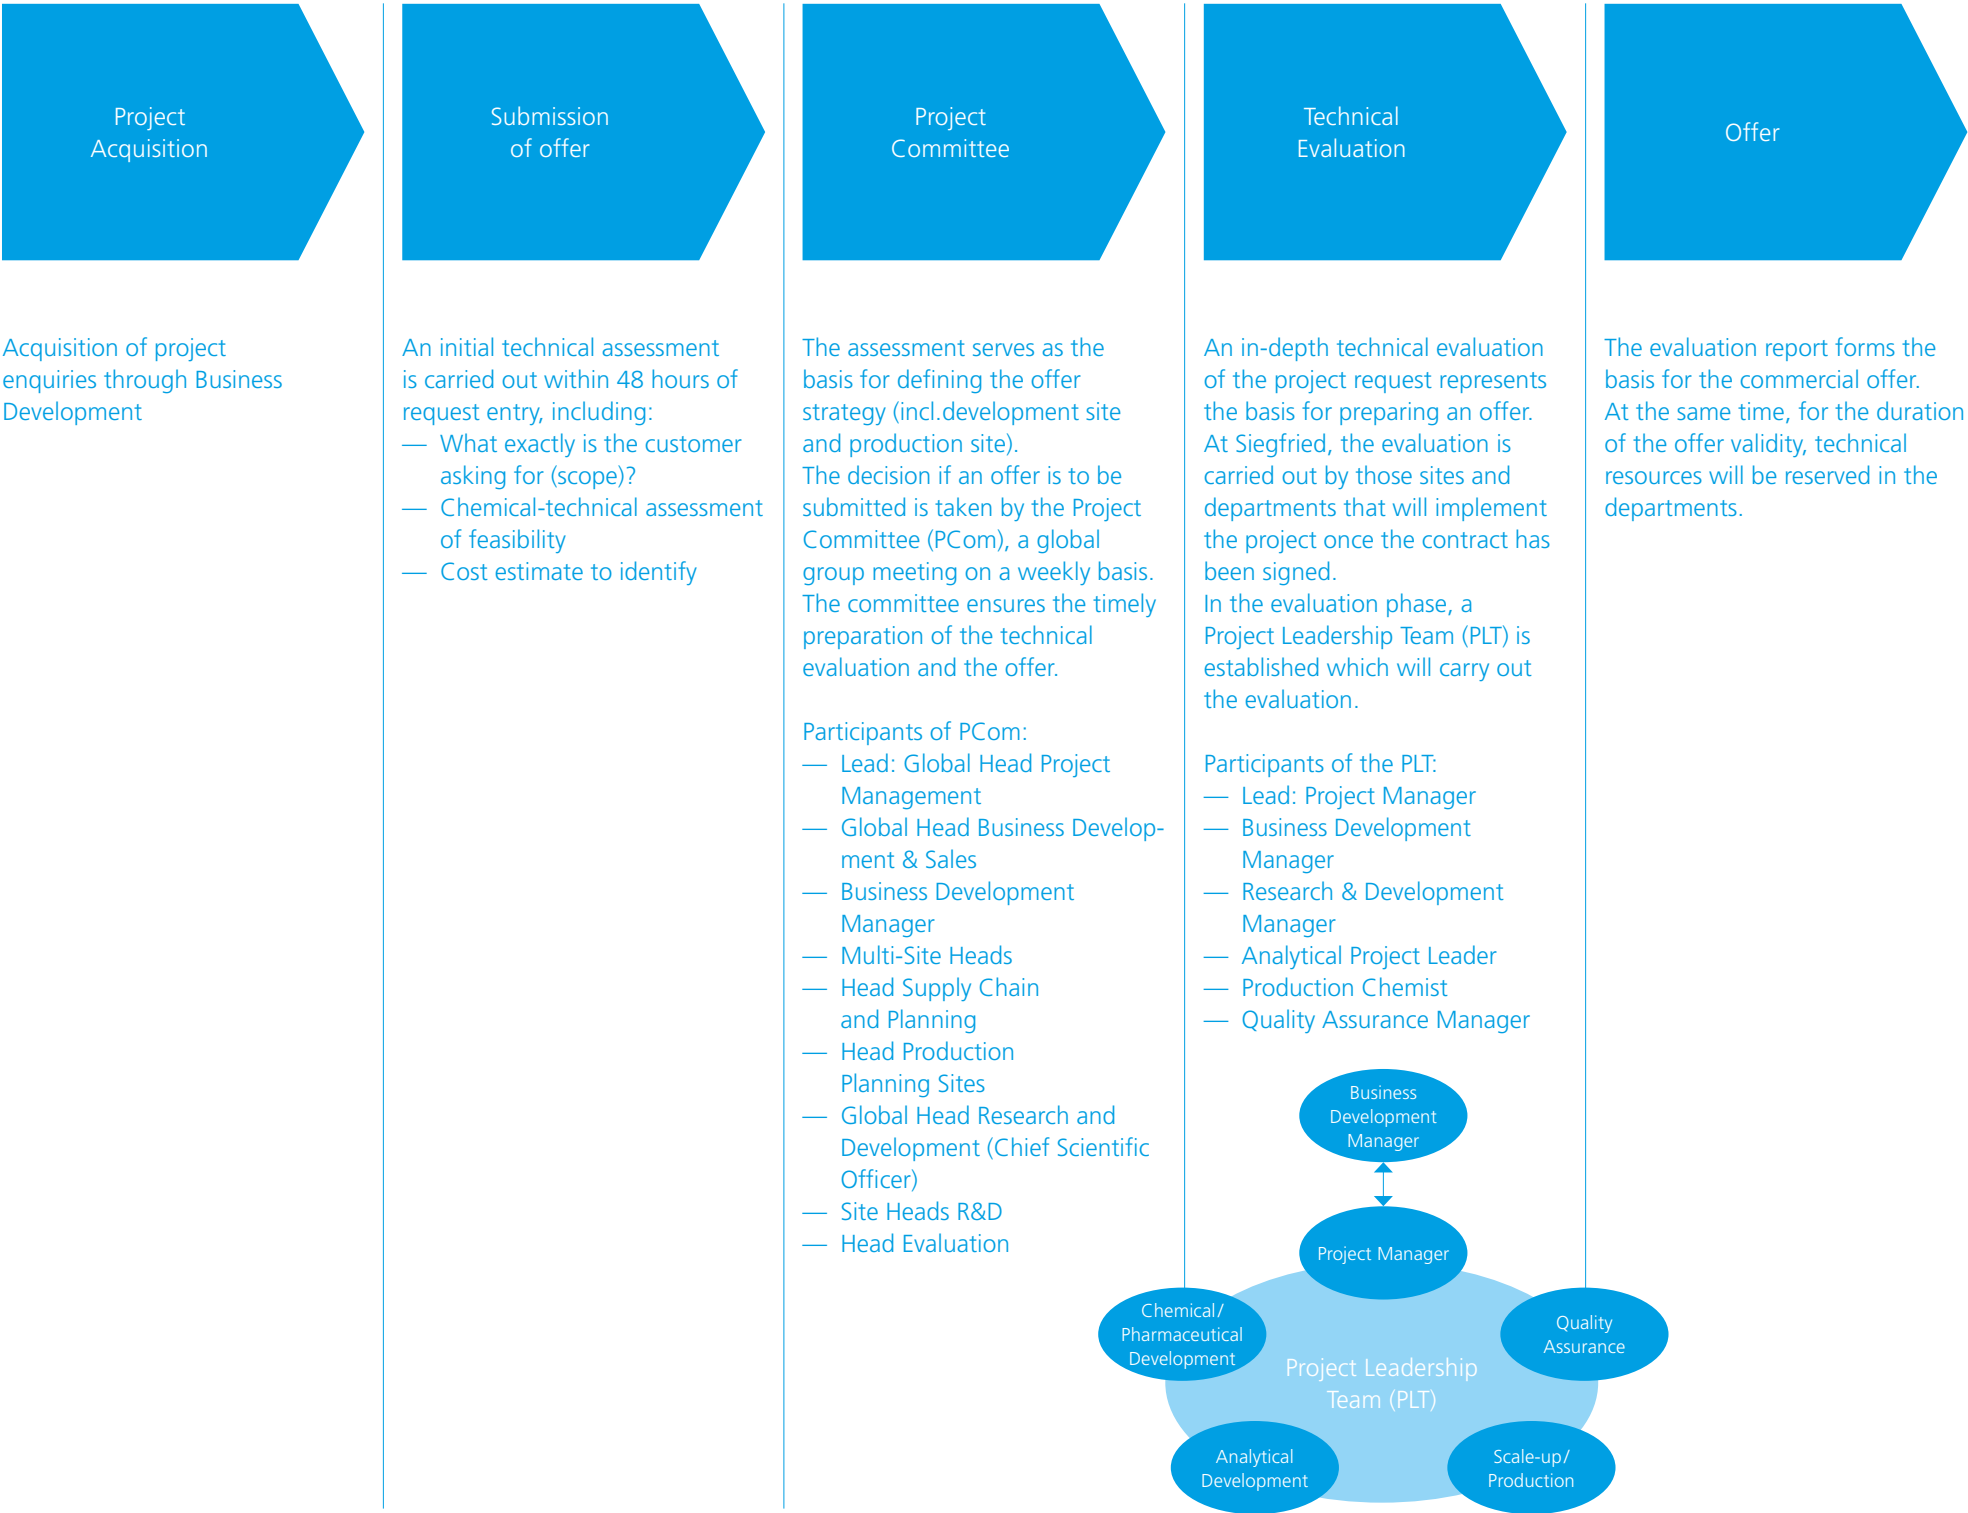 Project
Acquisition
Acquisition of project
enquiries through Business
Development
Submission
of offer
An initial technical assessment
is carried out within 48 hours of
request entry, including:
— What exactly is the customer
asking for (scope)?
— Chemical-technical assessment
of feasibility
— Cost estimate to identify
Project
Committee
The assessment serves as the
basis for defining the offer
strategy (incl.development site
and production site).
The decision if an offer is to be
submitted is taken by the Project
Committee (PCom), a global
group meeting on a weekly basis.
The committee ensures the timely
preparation of the technical
evaluation and the offer.
Participants of PCom:
— Lead: Global Head Project
Management
— Global Head Business Develop-
ment & Sales
— Business Development
Manager
— Multi-Site Heads
— Head Supply Chain
and Planning
— Head Production
Planning Sites
— Global Head Research and
Development (Chief Scientific
Officer)
— Site Heads R&D
— Head Evaluation
Technical
Evaluation
An in-depth technical evaluation
of the project request represents
the basis for preparing an offer.
At Siegfried, the evaluation is
carried out by those sites and
departments that will implement
the project once the contract has
been signed.
In the evaluation phase, a
Project Leadership Team (PLT) is
established which will carry out
the evaluation.
Participants of the PLT:
— Lead: Project Manager
— Business Development
Manager
— Research & Development
Manager
— Analytical Project Leader
— Production Chemist
— Quality Assurance Manager
Business
Development
Manager
Project Manager
Chemical/
Pharmaceutical
Development
Quality
Assurance
Project Leadership
Team (PLT)
Analytical
Development
Scale-up/
Production
Offer
The evaluation report forms the
basis for the commercial offer.
At the same time, for the duration
of the offer validity, technical
resources will be reserved in the
departments.